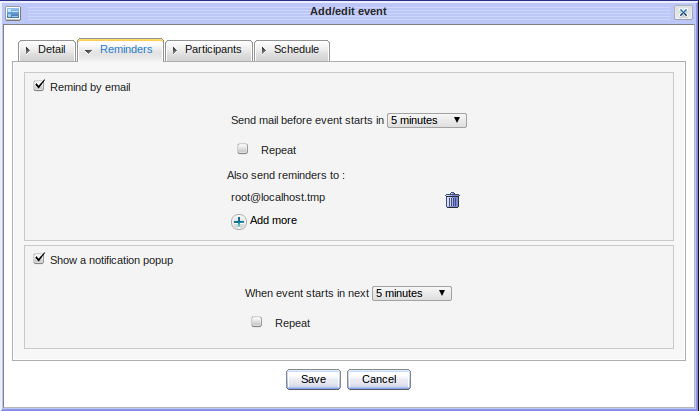 Add/edit event
Detail Reminders Participants Schedule
Remind by email
Send mail before event starts in 5 minutes
Repeat
Also send reminders to :
root@localhost.tmp
Add more
Show a notification popup
When event starts in next 5 minutes
Repeat
Save Cancel